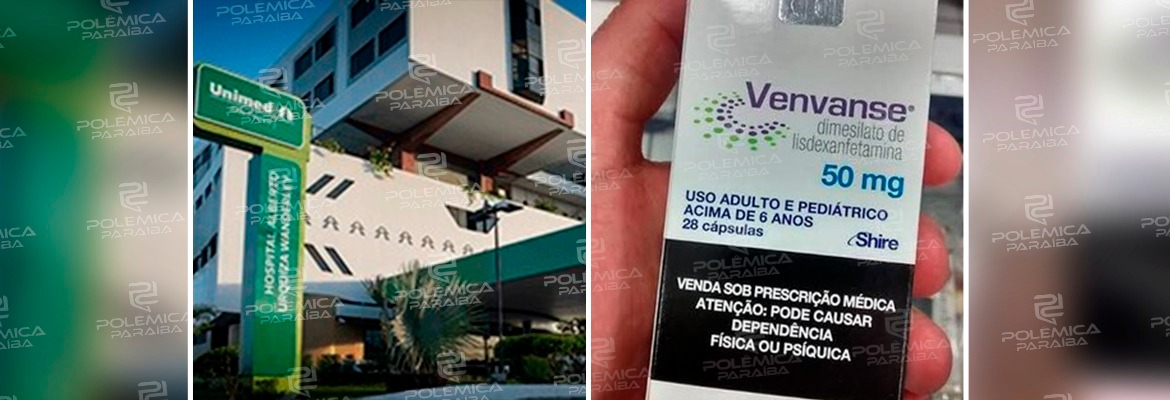 Unimed
HOSPITAL ALBERTO
URQUIZA WANDERLEY
Venvanse®
dimesilato de
lisdexanfetamina
50 mg
USO ADULTO E PEDIÁTRICO
ACIMA DE 6 ANOS
28 cápsulas
Shire
VENDA SOB PRESCRIÇÃO MÉDICA
ATENÇÃO: PODE CAUSAR
DEPENDÊNCIA
FÍSICA OU PSÍQUICA
POLÊMICA
PARAÍBA